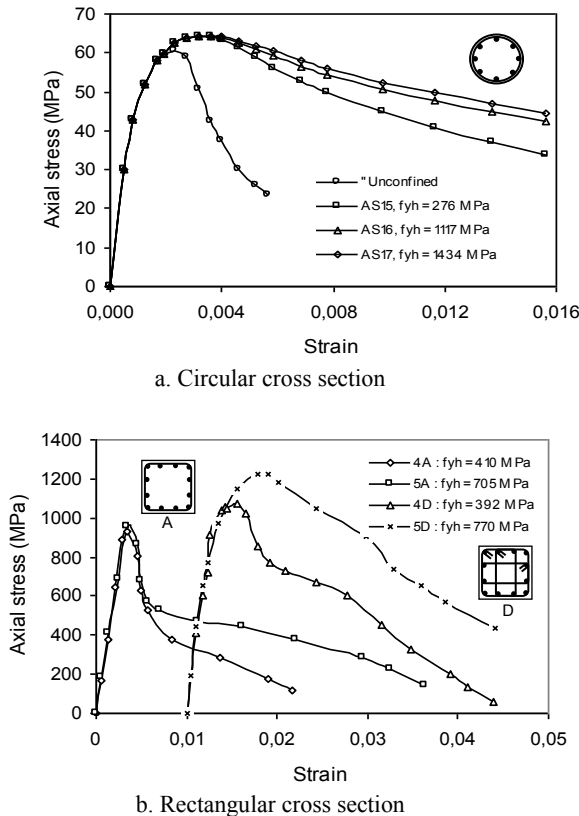 Axial stress (MPa)
70
60
50
40
30
20
10
0
"Unconfined
AS15, fyh = 276 MPa
AS16, fyh = 1117 MPa
AS17, fyh = 1434 MPa
0,000
0,004
0,008
0,012
0,016
Strain
a. Circular cross section
Axial stress (MPa)
1400
1200
1000
800
600
400
200
0
A
4A : fyh = 410 MPa
5A : fyh = 705 MPa
4D : fyh = 392 MPa
5D : fyh = 770 MPa
D
0
0,01
0,02
0,03
0,04
0,05
Strain
b. Rectangular cross section